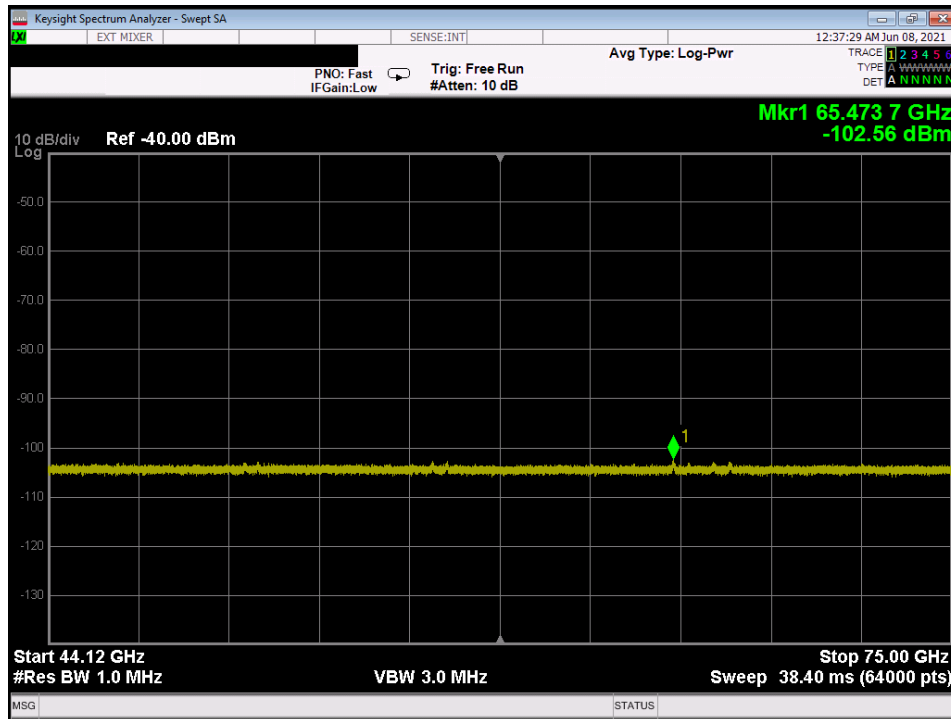 Keysight Spectrum Analyzer - Swept SA
LXI EXT MIXER SENSE:INT 12:37:29 AM Jun 08, 2021
Avg Type: Log-Pwr TRACE 1 2 3 4 5 6
PNO: Fast Trig: Free Run TYPE A WWWWW
IFGain:Low #Atten: 10 dB DET A N N N N N
Mkr1 65.473 7 GHz
10 dB/div Ref -40.00 dBm -102.56 dBm
Log
-50.0
-60.0
-70.0
-80.0
-90.0
1
-100
-110
-120
-130
Start 44.12 GHz Stop 75.00 GHz
#Res BW 1.0 MHz VBW 3.0 MHz Sweep 38.40 ms (64000 pts)
MSG STATUS